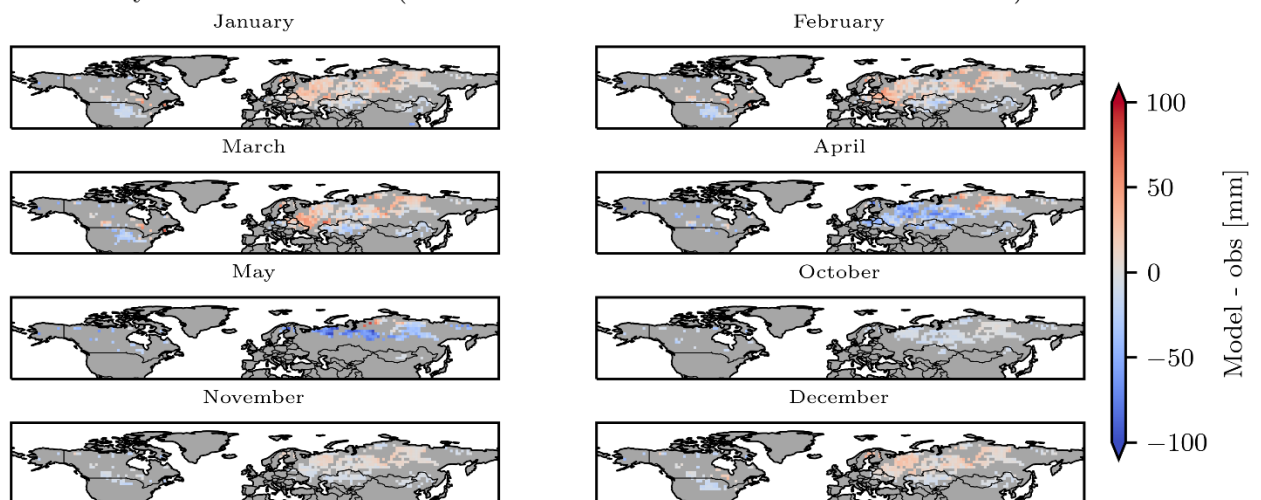 January
February
March
April
May
October
November
December
100
50
0
−50
−100
Model - obs [mm]